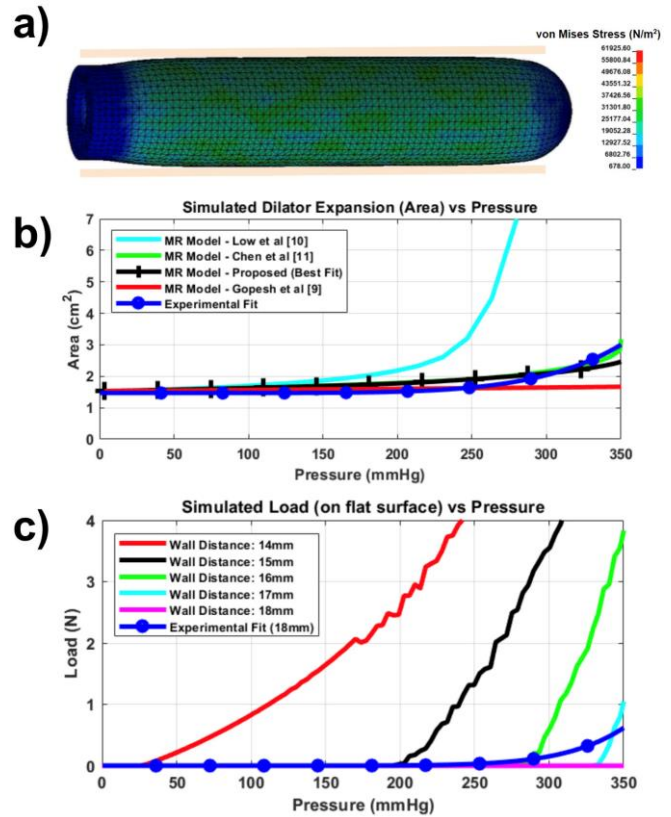 a)
von Mises Stress (N/m²)
61925.60
55800.84
49676.08
43551.32
37426.56
31301.80
25177.04
19052.28
12927.52
6802.76
678.00
b)
Simulated Dilator Expansion (Area) vs Pressure
MR Model - Low et al [10]
MR Model - Chen et al [11]
MR Model - Proposed (Best Fit)
MR Model - Gopesh et al [9]
Experimental Fit
Area (cm²)
7
6
5
4
3
2
1
0
0 50 100 150 200 250 300 350
Pressure (mmHg)
c)
Simulated Load (on flat surface) vs Pressure
Wall Distance: 14mm
Wall Distance: 15mm
Wall Distance: 16mm
Wall Distance: 17mm
Wall Distance: 18mm
Experimental Fit (18mm)
Load (N)
4
3
2
1
0
0 50 100 150 200 250 300 350
Pressure (mmHg)